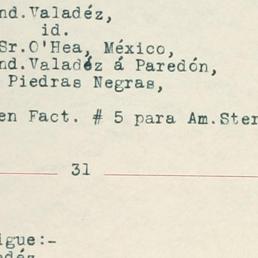 nd.Valadéz,
id.
Sr.O'Hea, México,
nd.Valadéz á Paredón,
Piedras Negras,
en Fact. # 5 para Am.Ster
31
igue:-